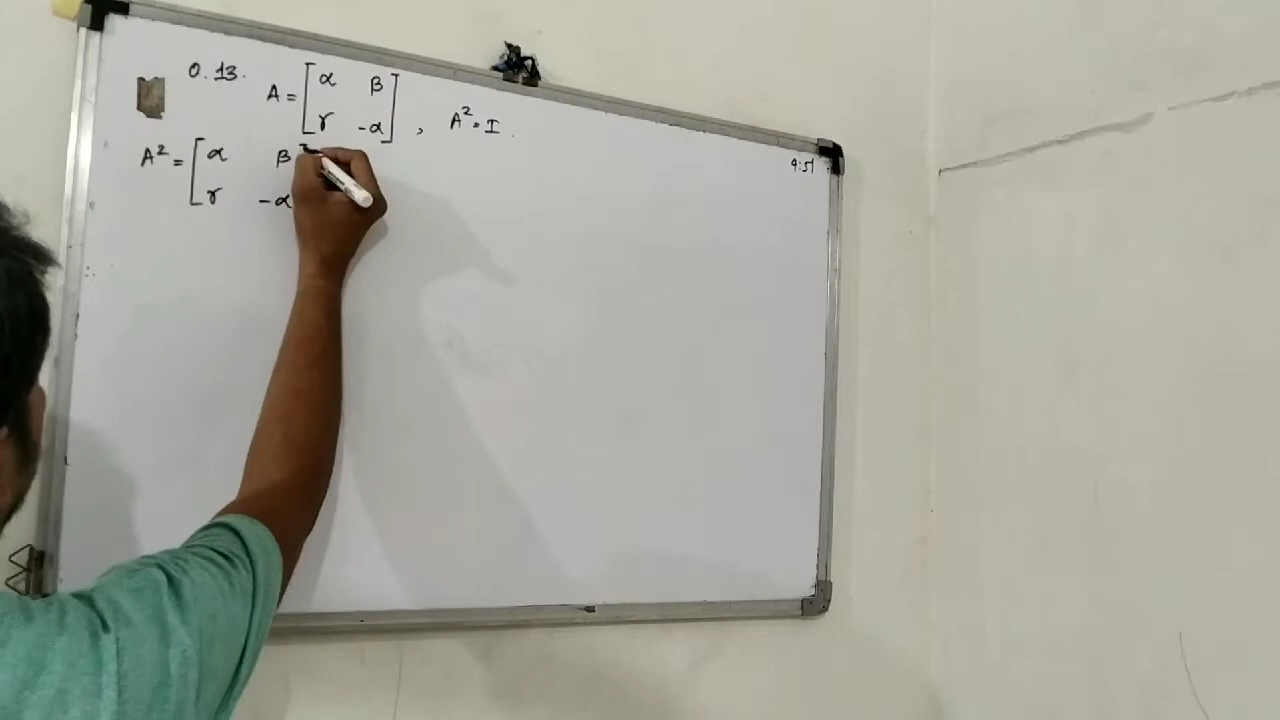 Q.13. A = [α β
γ -α] , A² = I .
A² = [α β]
[γ -α
4:51